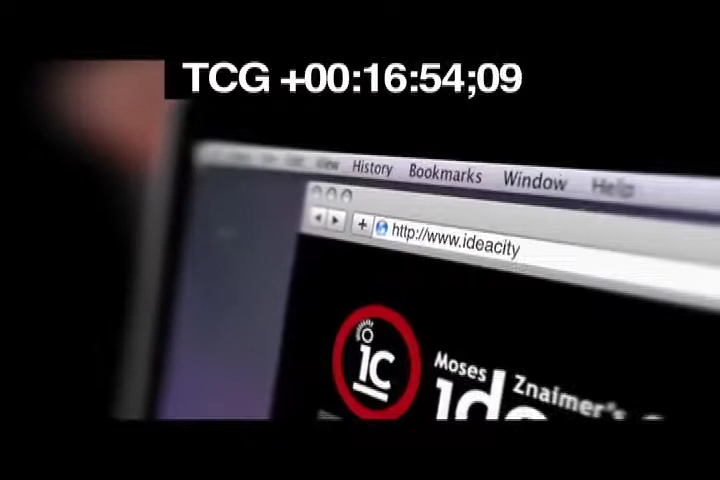 TCG +00:16:54;09
View History Bookmarks Window Help
http://www.ideacity
ic
Moses Znaimer's